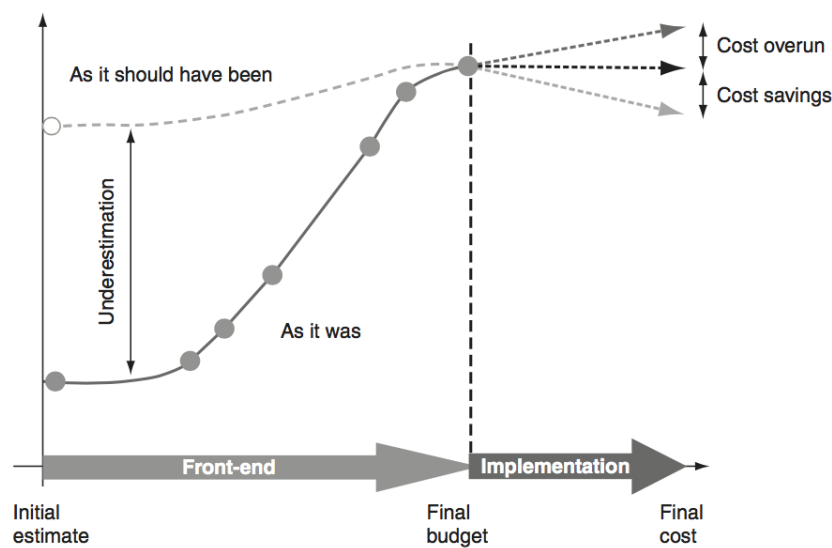 As it should have been
Cost overun
Cost savings
Underestimation
As it was
Front-end
Implementation
Initial
estimate
Final
budget
Final
cost